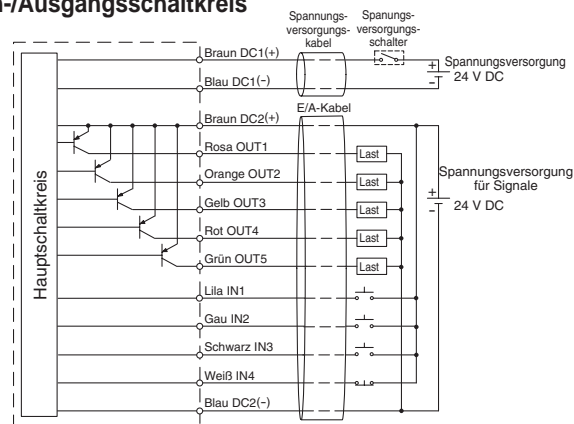 n-/Ausgangsschaltkreis
Spannungs-
versorgungs-
kabel
Spannungs-
versorgungs-
schalter
Braun DC1(+)
Spannungsversorgung
+
-
24 V DC
Blau DC1(-)
E/A-Kabel
Braun DC2(+)
Rosa OUT1
Last
Orange OUT2
Last
Spannungsversorgung
für Signale
+
-
24 V DC
Gelb OUT3
Last
Rot OUT4
Last
Grün OUT5
Last
Hauptschaltkreis
Lila IN1
Gau IN2
Schwarz IN3
Weiß IN4
Blau DC2(-)